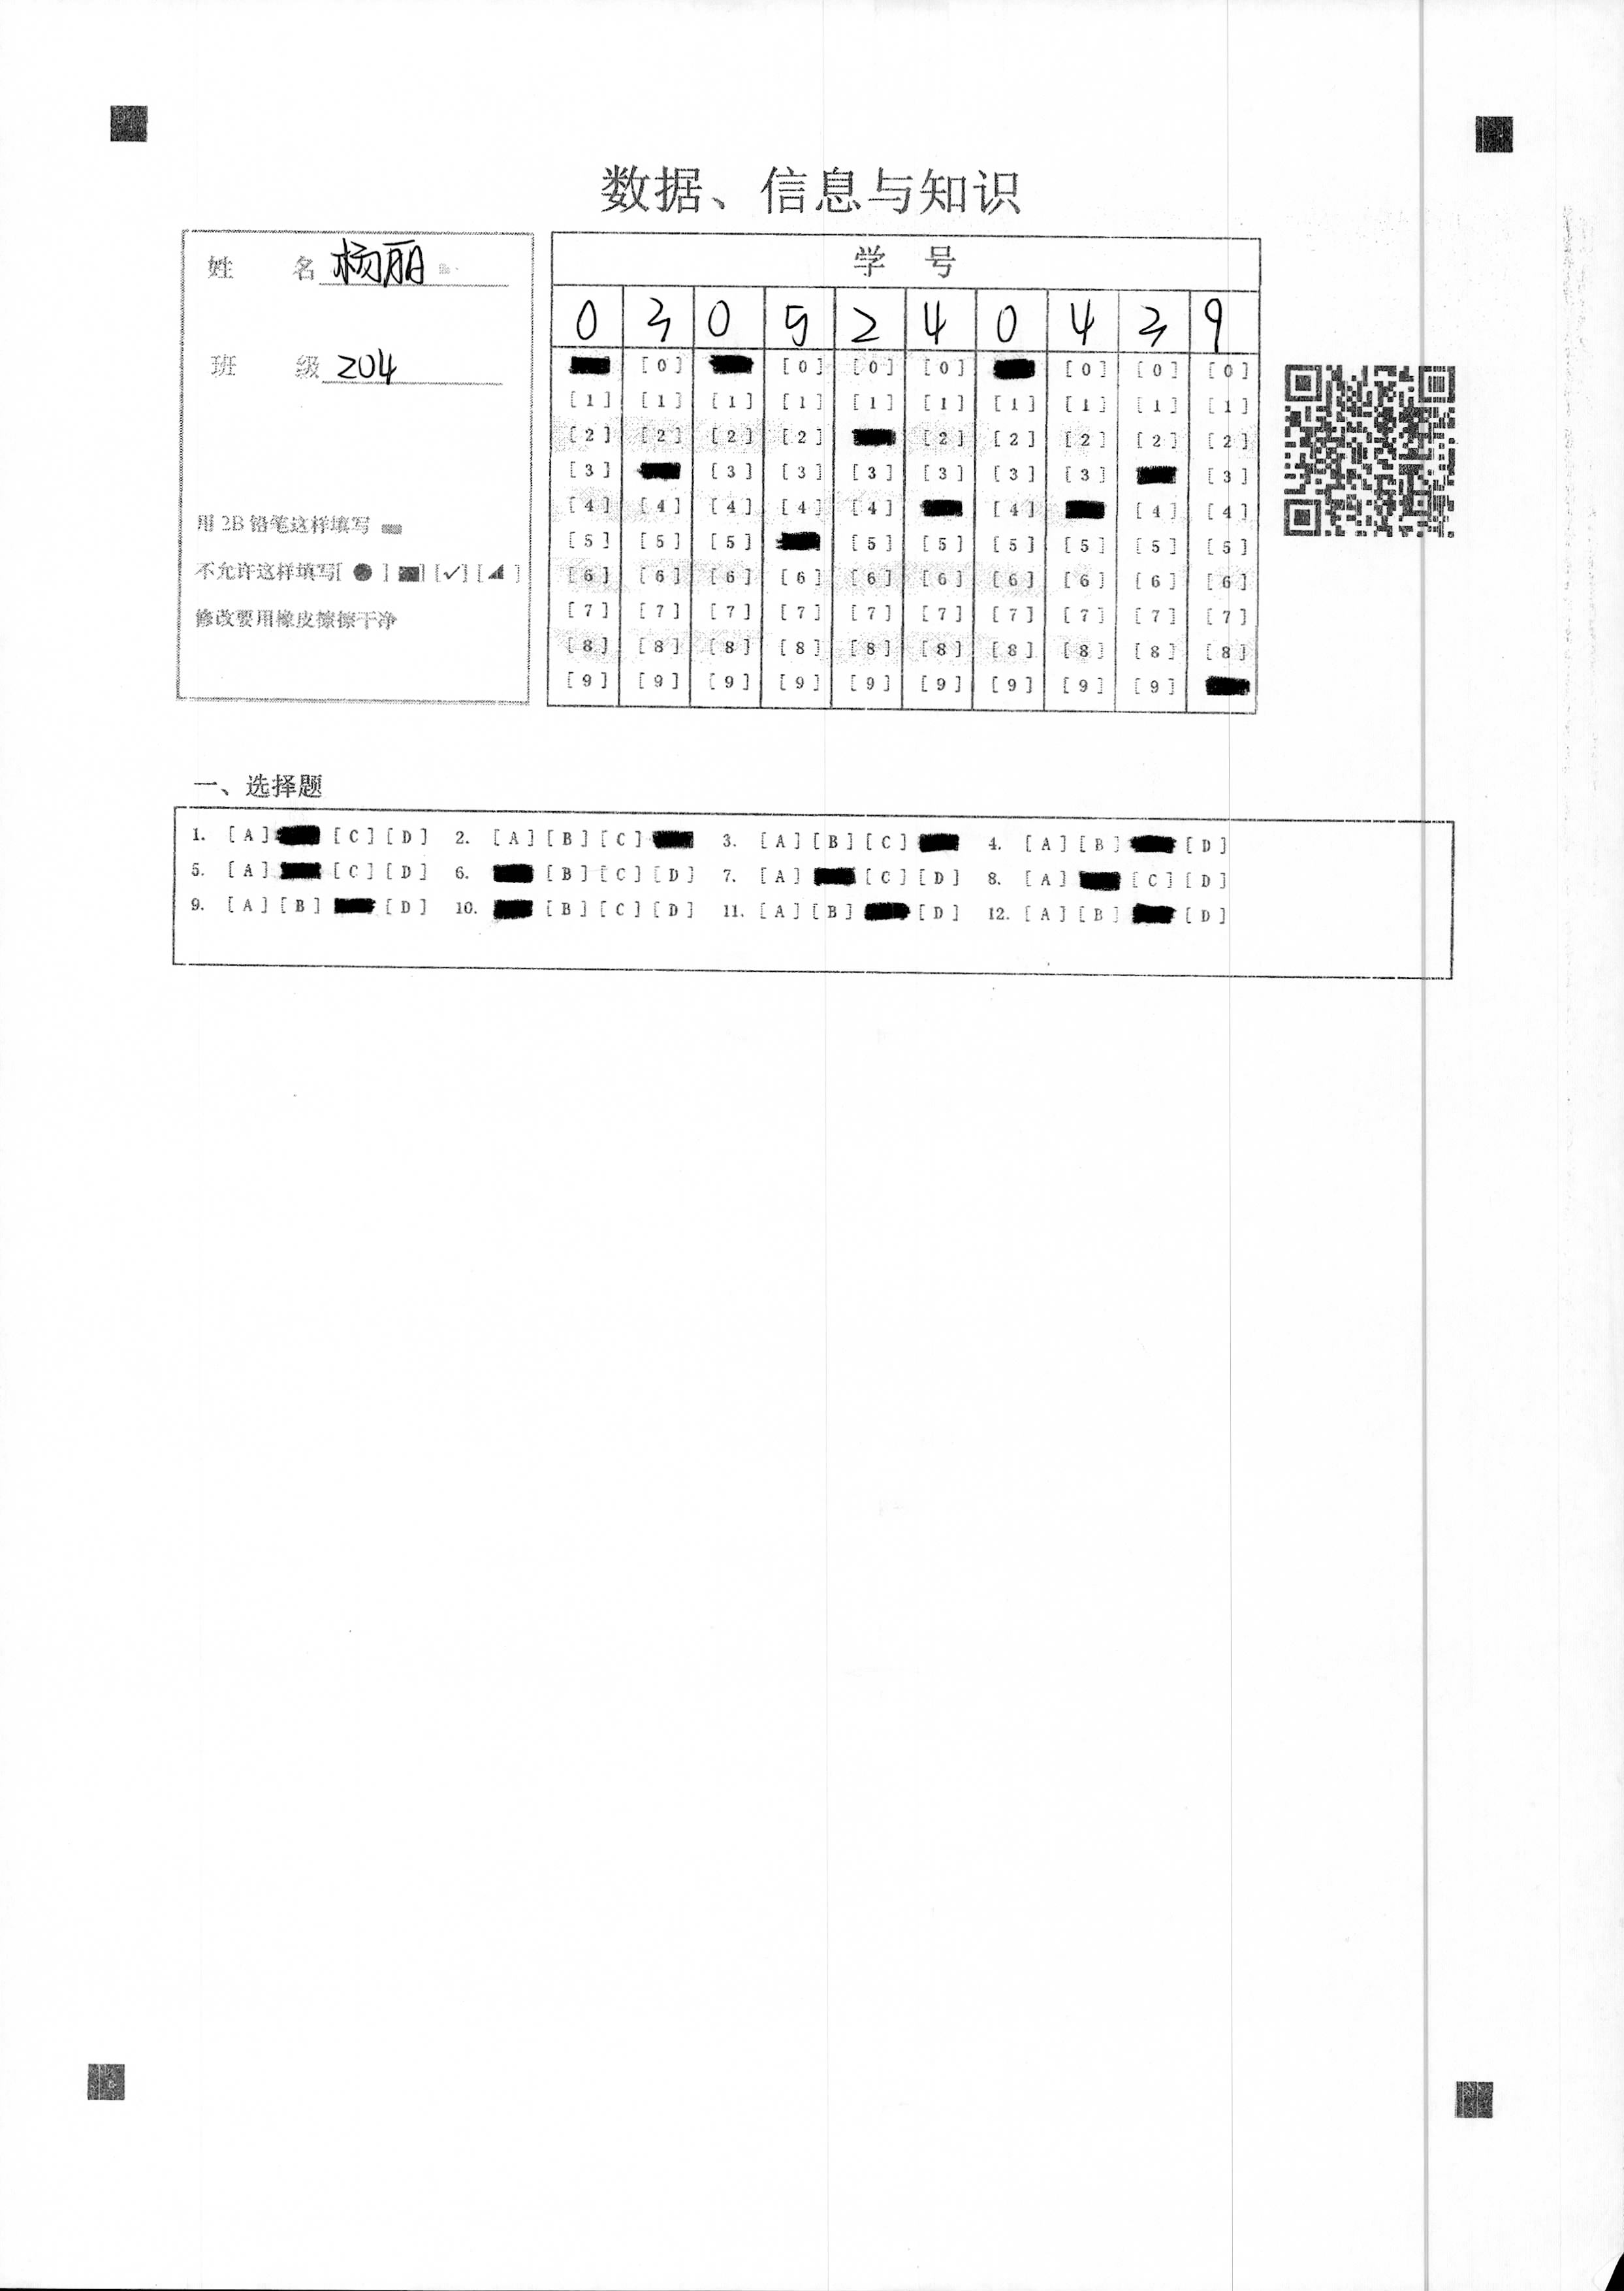 数据、信息与知识
姓 名 杨丽
班 级 204
用 2B 铅笔这样填写
不允许这样填写[ ● ] [■] [✓] [◢ ]
修改要用橡皮擦擦干净
学 号
0 3 0 5 2 4 0 4 3 9
[0] [0] [0] [0] [0] [0] [0]
[1] [1] [1] [1] [1] [1] [1] [1] [1] [1]
[2] [2] [2] [2] [2] [2] [2] [2] [2]
[3] [3] [3] [3] [3] [3] [3] [3]
[4] [4] [4] [4] [4] [4] [4] [4]
[5] [5] [5] [5] [5] [5] [5] [5] [5]
[6] [6] [6] [6] [6] [6] [6] [6] [6] [6]
[7] [7] [7] [7] [7] [7] [7] [7] [7] [7]
[8] [8] [8] [8] [8] [8] [8] [8] [8] [8]
[9] [9] [9] [9] [9] [9] [9] [9] [9]
一、选择题
1. [A] [C] [D] 2. [A] [B] [C] 3. [A] [B] [C] 4. [A] [B] [D]
5. [A] [C] [D] 6. [B] [C] [D] 7. [A] [C] [D] 8. [A] [C] [D]
9. [A] [B] [D] 10. [B] [C] [D] 11. [A] [B] [D] 12. [A] [B] [D]